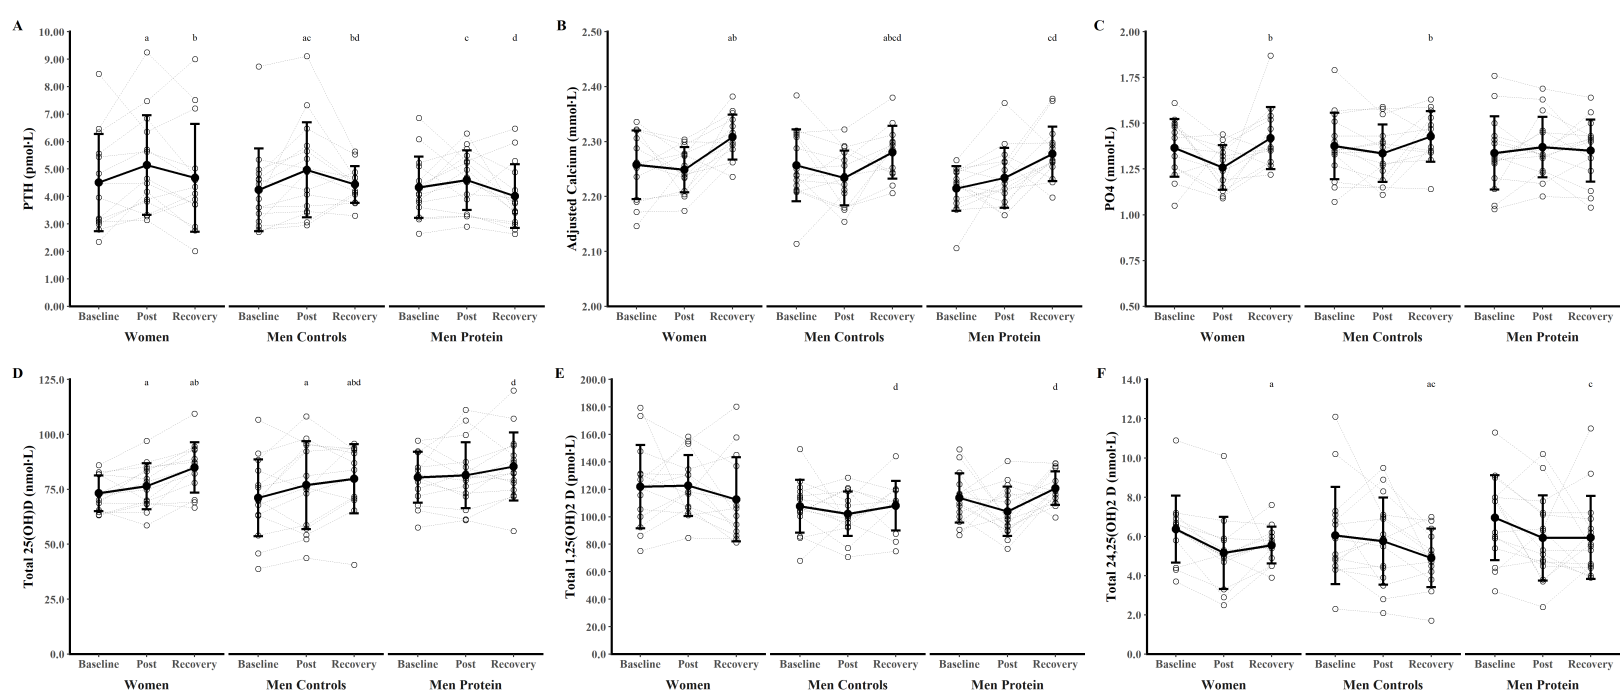 A
PTH (pmol·L)
10.00
9.00
8.00
7.00
6.00
5.00
4.00
3.00
2.00
1.00
0.00
a b ac bd c d
Baseline Post Recovery Baseline Post Recovery Baseline Post Recovery
Women Men Controls Men Protein
B
Adjusted Calcium (mmol·L)
2.50
2.40
2.30
2.20
2.10
2.00
ab abcd cd
Baseline Post Recovery Baseline Post Recovery Baseline Post Recovery
Women Men Controls Men Protein
C
PO4 (mmol·L)
2.00
1.75
1.50
1.25
1.00
0.75
0.50
b b
Baseline Post Recovery Baseline Post Recovery Baseline Post Recovery
Women Men Controls Men Protein
D
Total 25(OH)D (nmol·L)
125.0
100.0
75.0
50.0
25.0
0.0
a ab a abd d
Baseline Post Recovery Baseline Post Recovery Baseline Post Recovery
Women Men Controls Men Protein
E
Total 1,25(OH)2 D (pmol·L)
200.0
180.0
160.0
140.0
120.0
100.0
80.0
60.0
40.0
20.0
0.0
d d
Baseline Post Recovery Baseline Post Recovery Baseline Post Recovery
Women Men Controls Men Protein
F
Total 24,25(OH)2 D (nmol·L)
14.0
12.0
10.0
8.0
6.0
4.0
2.0
0.0
a ac c
Baseline Post Recovery Baseline Post Recovery Baseline Post Recovery
Women Men Controls Men Protein